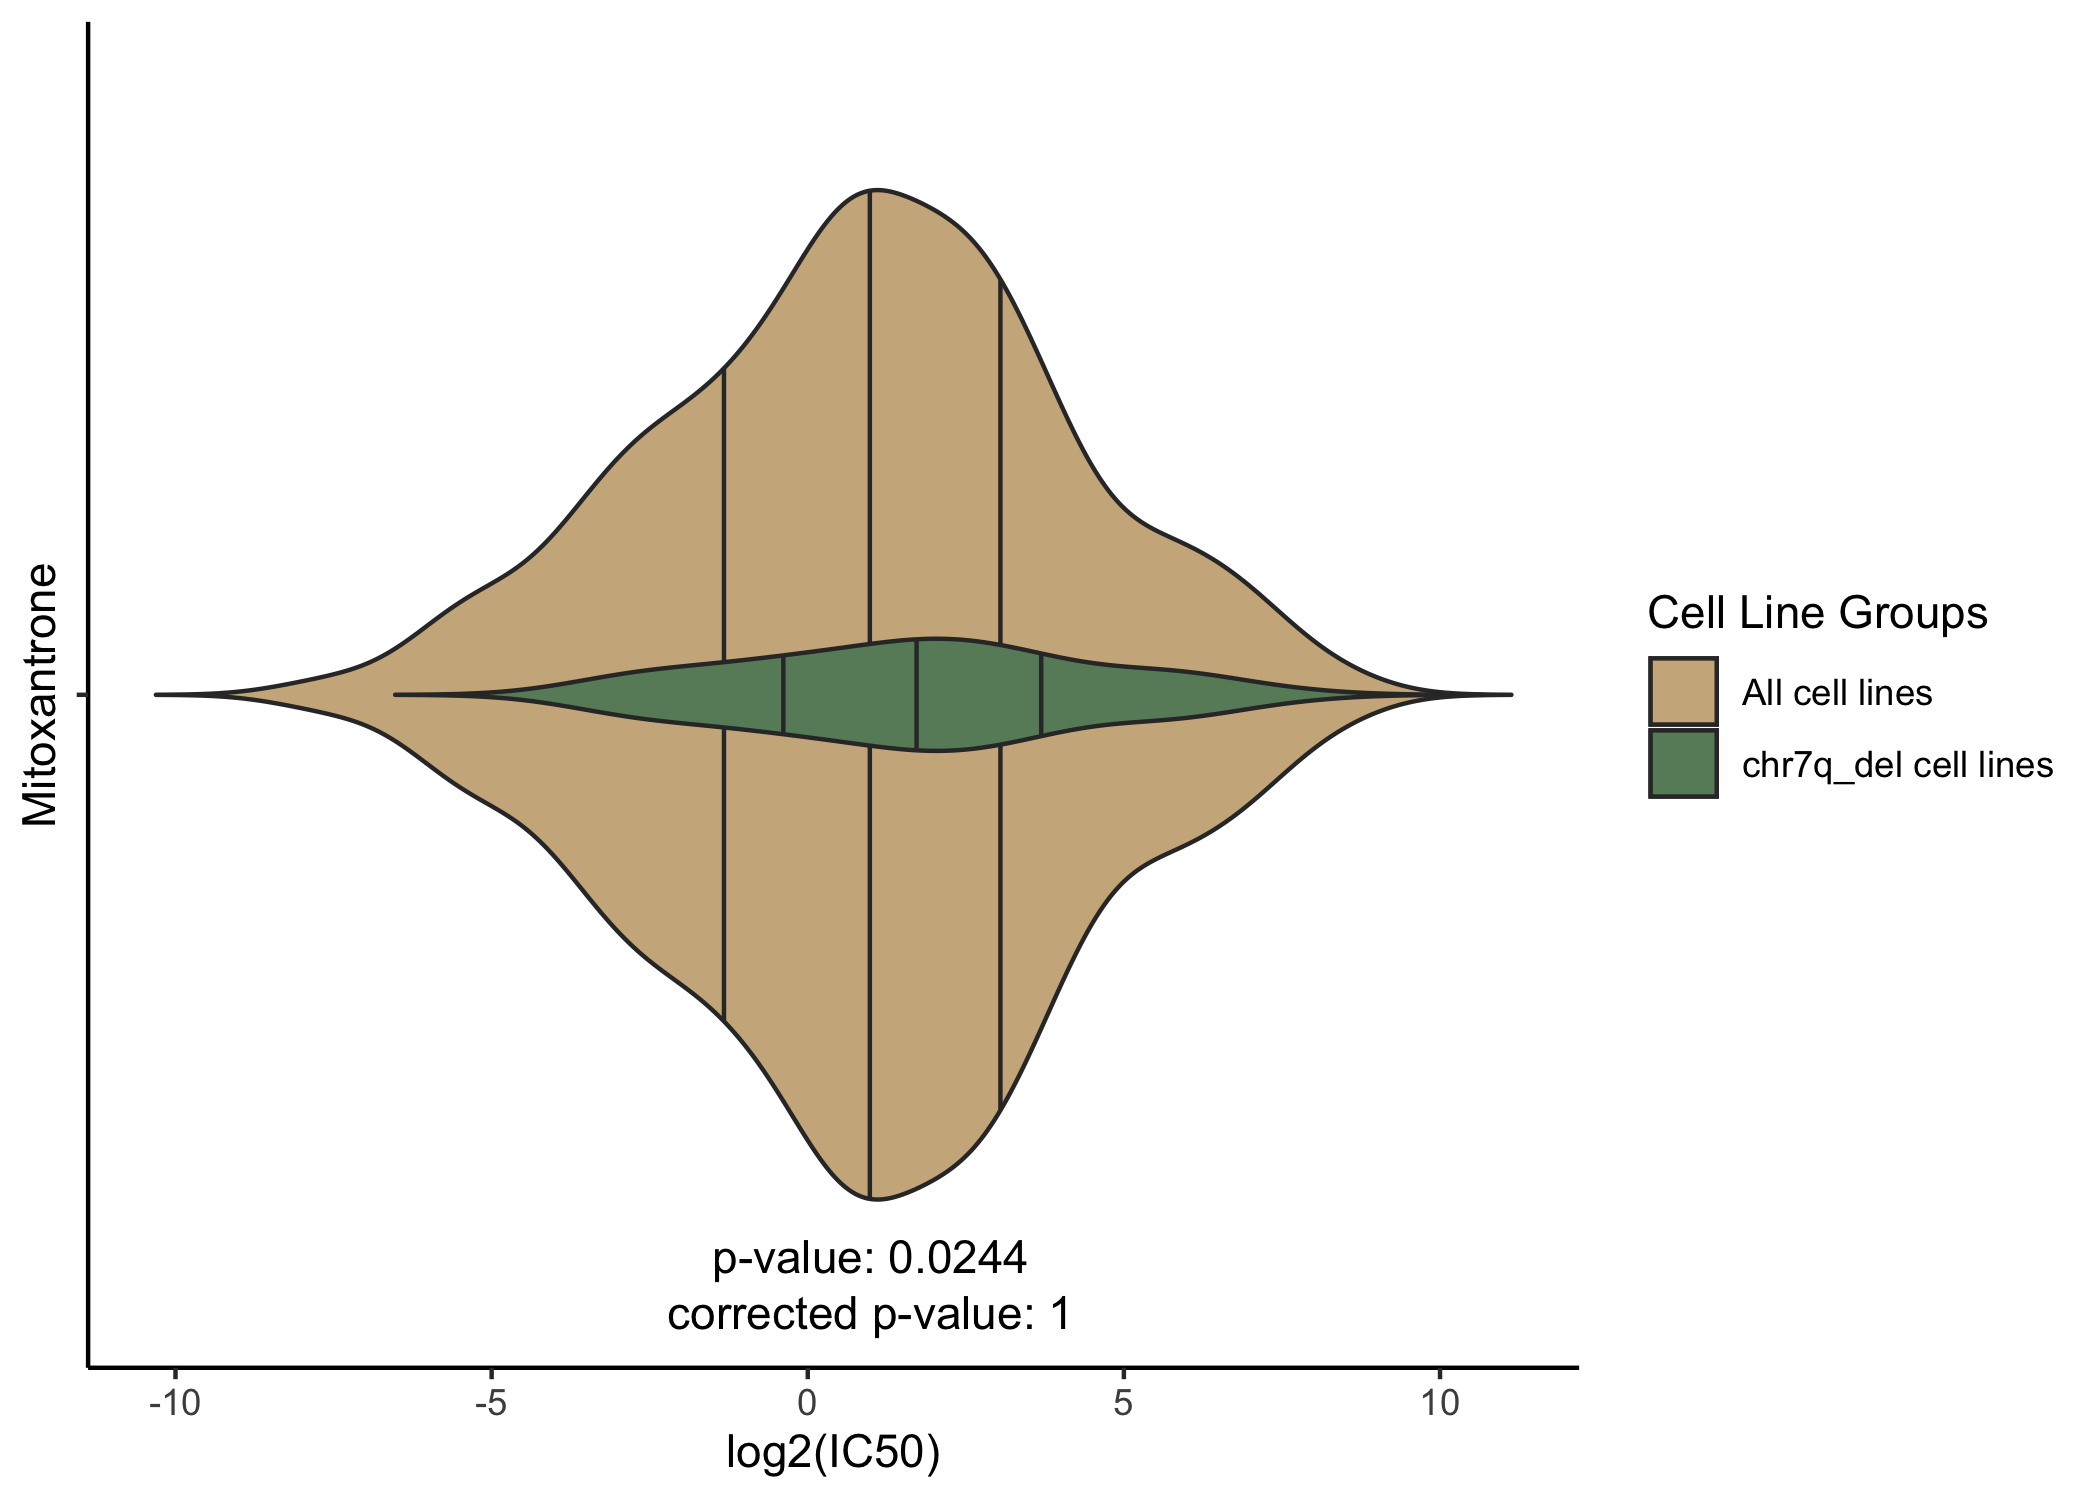 Mitoxantrone
p-value: 0.0244
corrected p-value: 1
-10 -5 0 5 10
log2(IC50)
Cell Line Groups
All cell lines
chr7q_del cell lines